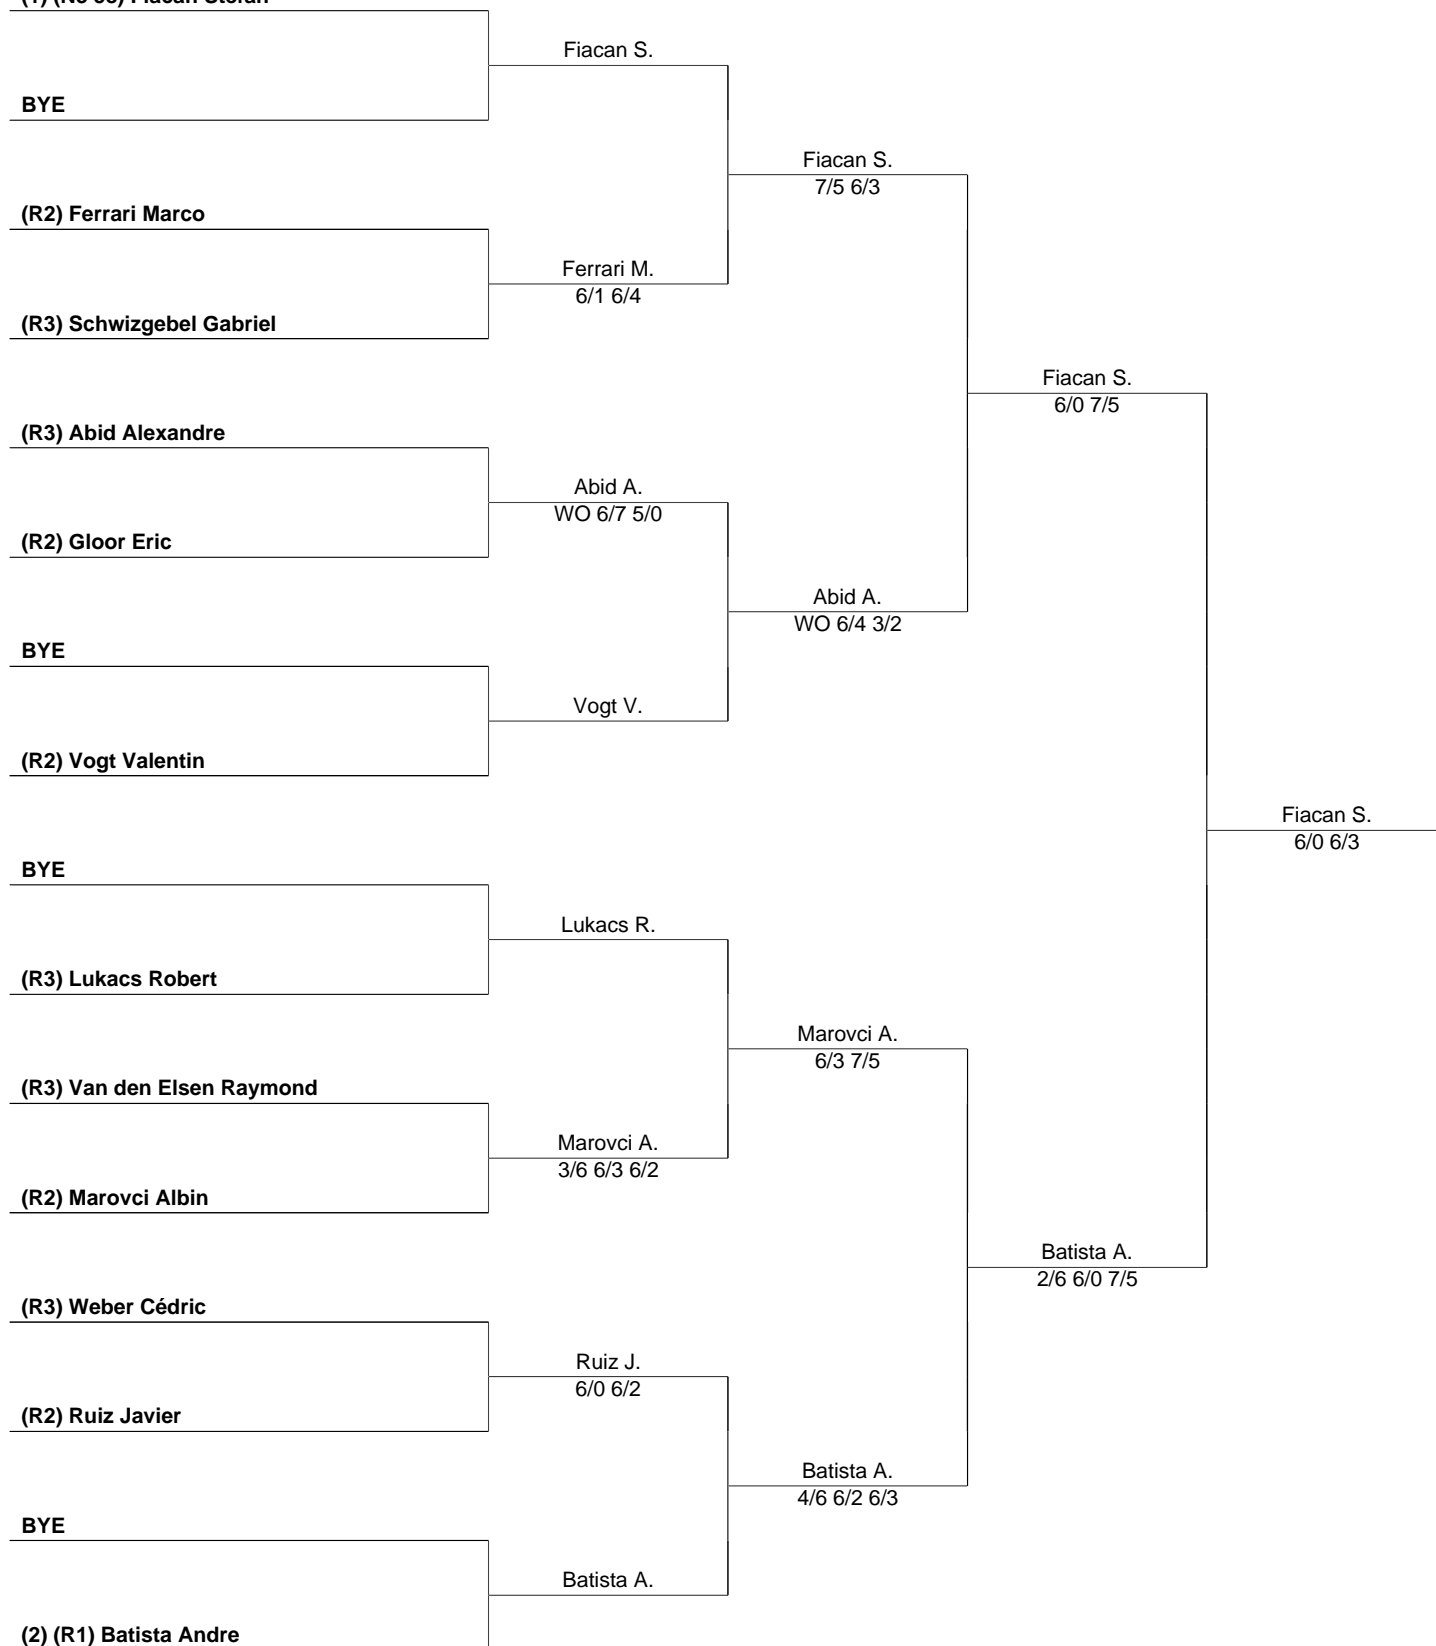 Fiacan S.
BYE
Fiacan S.
7/5 6/3
(R2) Ferrari Marco
Ferrari M.
6/1 6/4
(R3) Schwizgebel Gabriel
Fiacan S.
6/0 7/5
(R3) Abid Alexandre
Abid A.
WO 6/7 5/0
(R2) Gloor Eric
Abid A.
WO 6/4 3/2
BYE
Vogt V.
(R2) Vogt Valentin
Fiacan S.
6/0 6/3
BYE
Lukacs R.
(R3) Lukacs Robert
Marovci A.
6/3 7/5
(R3) Van den Elsen Raymond
Marovci A.
3/6 6/3 6/2
(R2) Marovci Albin
Batista A.
2/6 6/0 7/5
(R3) Weber Cédric
Ruiz J.
6/0 6/2
(R2) Ruiz Javier
Batista A.
4/6 6/2 6/3
BYE
Batista A.
(2) (R1) Batista Andre